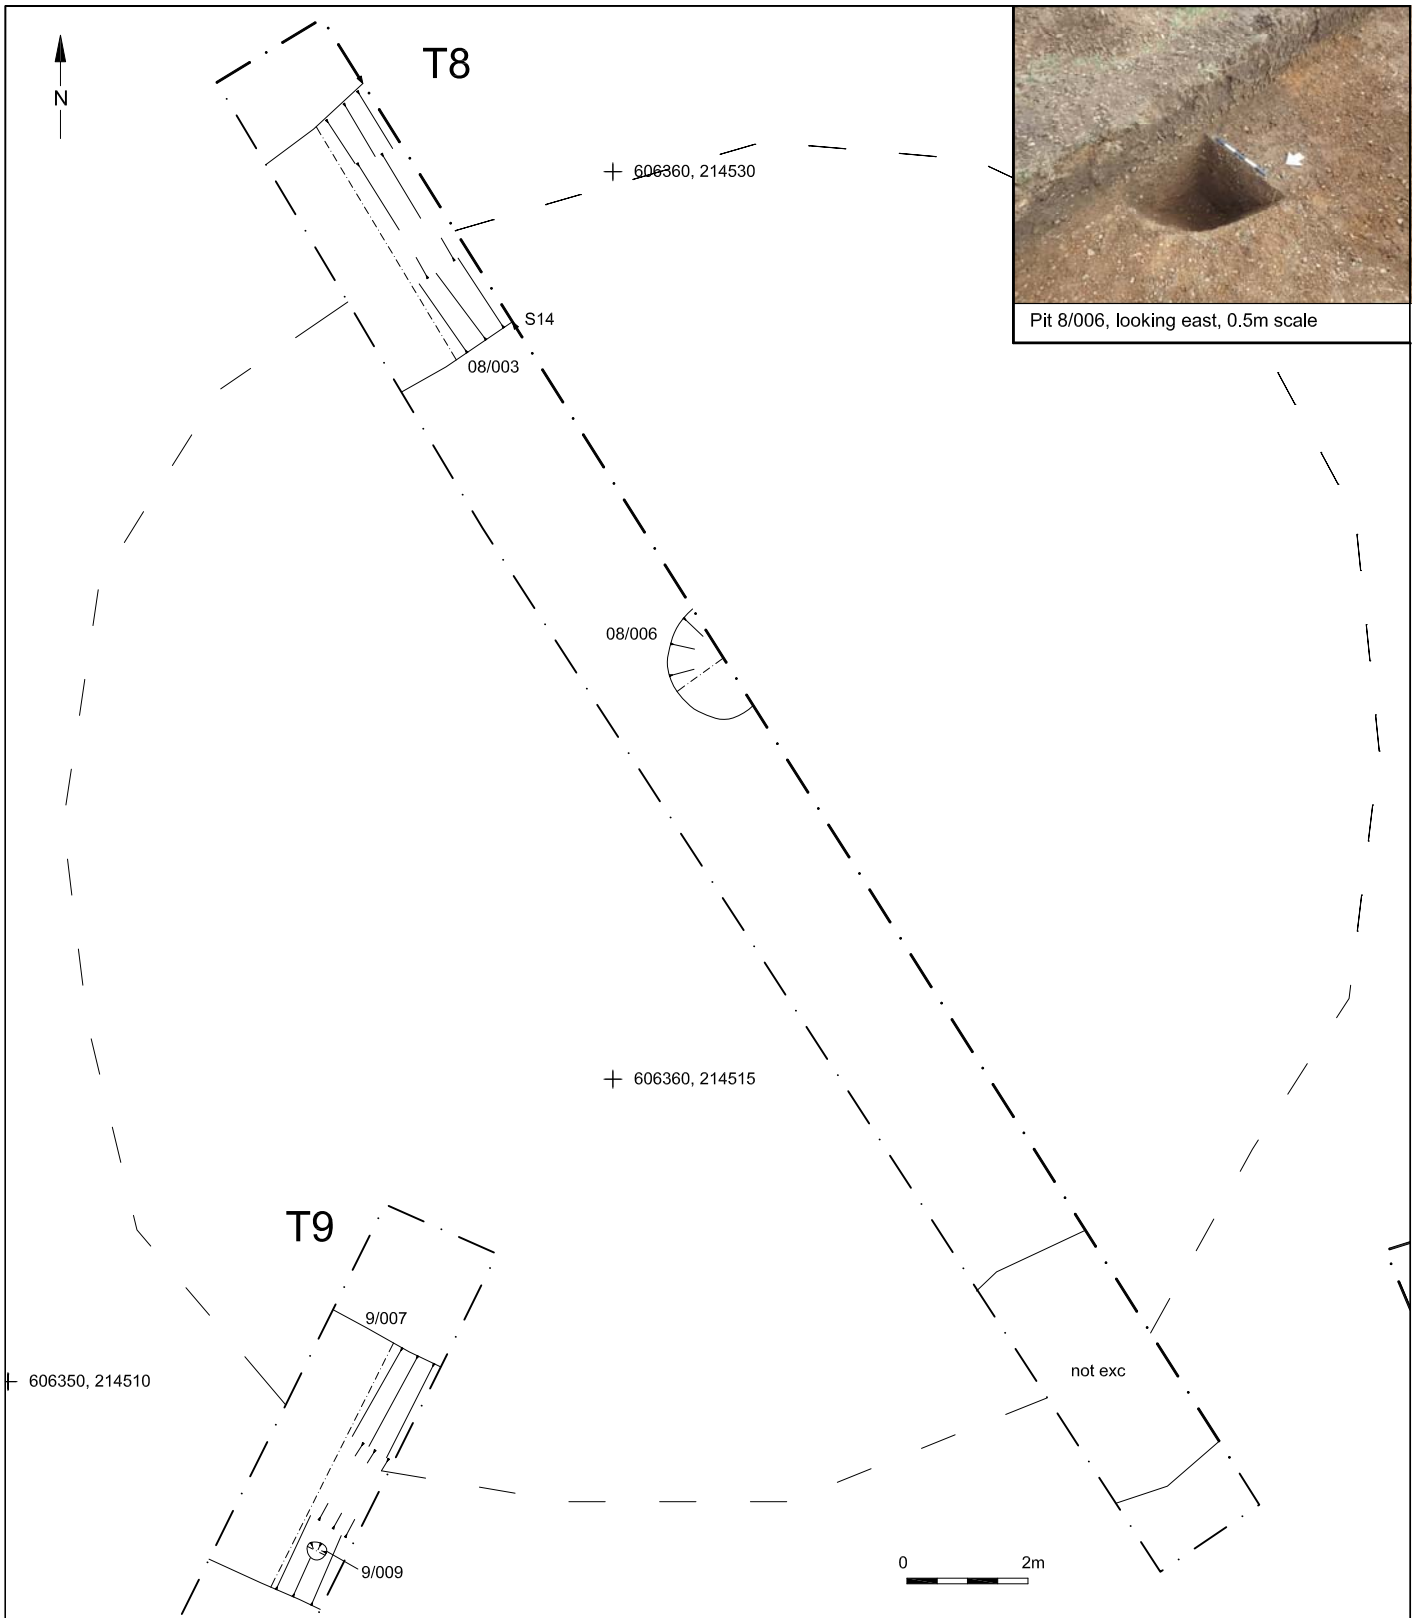 T8
N
606360, 214530
Pit 8/006, looking east, 0.5m scale
S14
08/003
08/006
606360, 214515
T9
9/007
606350, 214510
not exc
9/009
0 2m